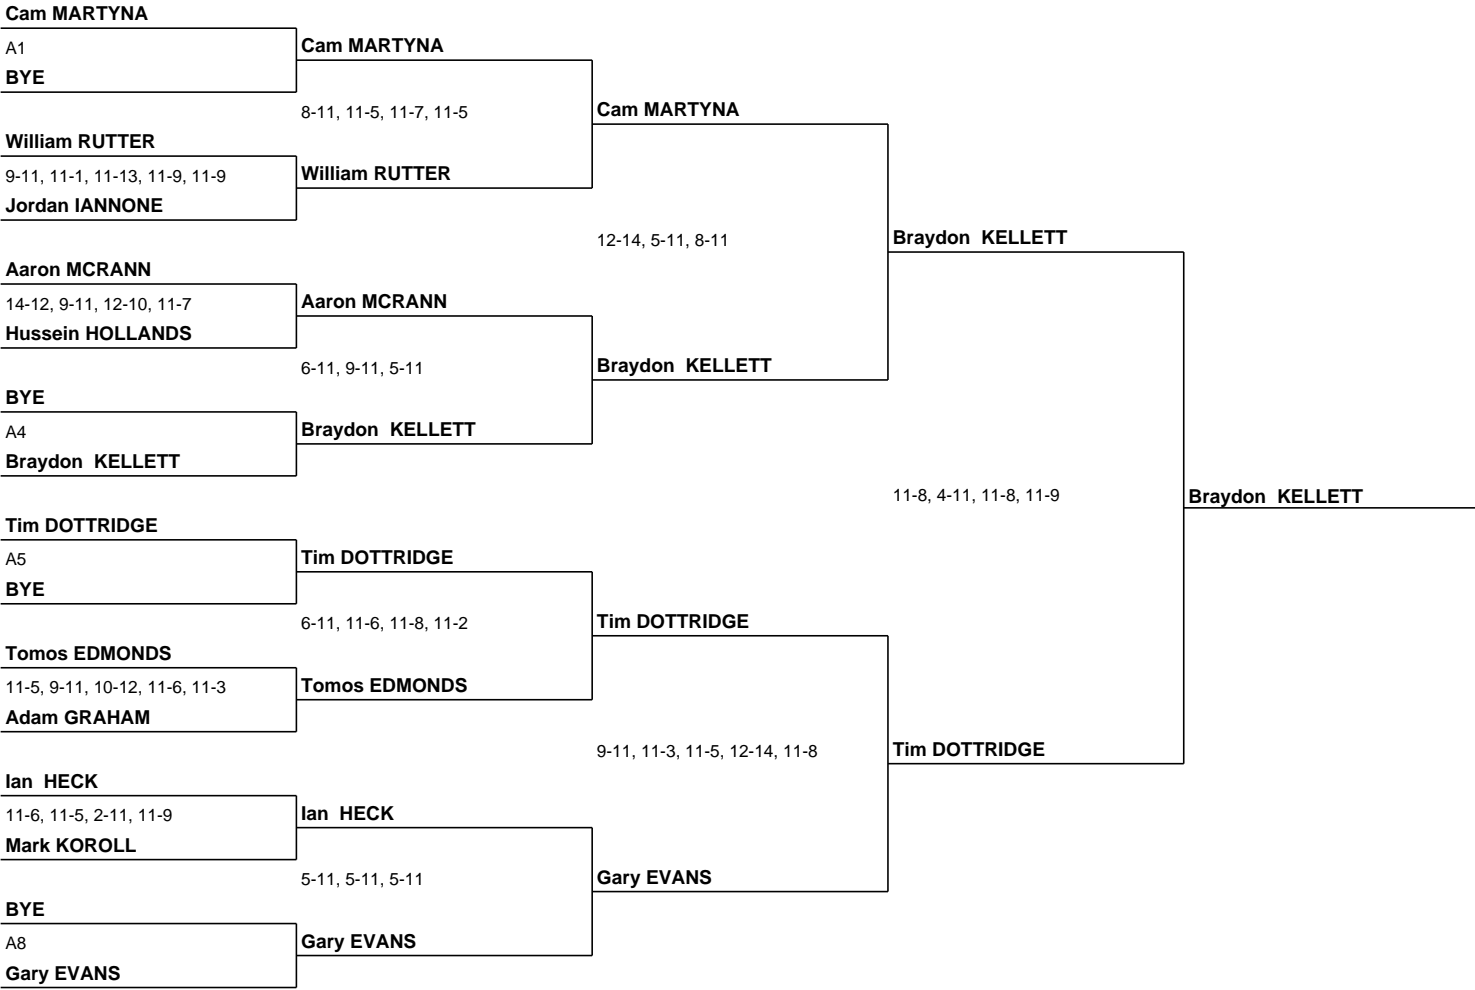 Cam MARTYNA
A1
BYE
Cam MARTYNA
8-11, 11-5, 11-7, 11-5
William RUTTER
9-11, 11-1, 11-13, 11-9, 11-9
Jordan IANNONE
William RUTTER
Cam MARTYNA
12-14, 5-11, 8-11
Aaron MCRANN
14-12, 9-11, 12-10, 11-7
Hussein HOLLANDS
Aaron MCRANN
6-11, 9-11, 5-11
BYE
A4
Braydon  KELLETT
Braydon  KELLETT
Braydon  KELLETT
Braydon  KELLETT
11-8, 4-11, 11-8, 11-9
Braydon  KELLETT
Tim DOTTRIDGE
A5
BYE
Tim DOTTRIDGE
6-11, 11-6, 11-8, 11-2
Tomos EDMONDS
11-5, 9-11, 10-12, 11-6, 11-3
Adam GRAHAM
Tomos EDMONDS
Tim DOTTRIDGE
9-11, 11-3, 11-5, 12-14, 11-8
Tim DOTTRIDGE
Ian  HECK
11-6, 11-5, 2-11, 11-9
Mark KOROLL
Ian  HECK
5-11, 5-11, 5-11
BYE
A8
Gary EVANS
Gary EVANS
Gary EVANS